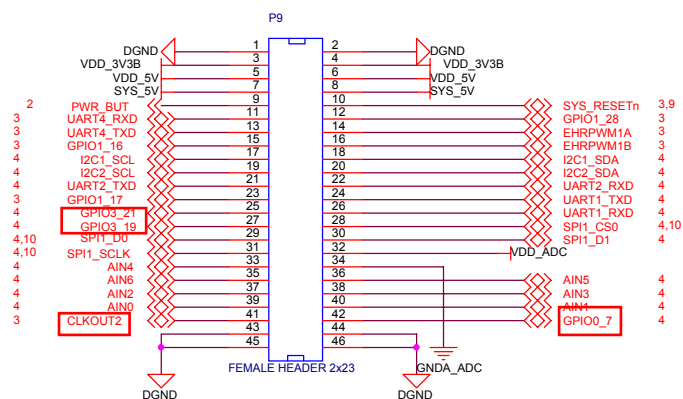 P9
DGND 1 2 DGND
VDD_3V3B 3 4 VDD_3V3B
VDD_5V 5 6 VDD_5V
SYS_5V 7 8 SYS_5V
2 PWR_BUT 9 10 SYS_RESETn 3,9
3 UART4_RXD 11 12 GPIO1_28 3
3 UART4_TXD 13 14 EHRPWM1A 3
3 GPIO1_16 15 16 EHRPWM1B 3
4 I2C1_SCL 17 18 I2C1_SDA 4
4 I2C2_SCL 19 20 I2C2_SDA 4
4 UART2_TXD 21 22 UART2_RXD 4
3 GPIO1_17 23 24 UART1_TXD 4
4 GPIO3_21 25 26 UART1_RXD 4
4 GPIO3_19 27 28 SPI1_CS0 4,10
4,10 SPI1_D0 29 30 SPI1_D1 4
4,10 SPI1_SCLK 31 32 VDD_ADC
4 AIN4 33 34
4 AIN6 35 36 AIN5 4
4 AIN2 37 38 AIN3 4
4 AIN0 39 40 AIN1 4
3 CLKOUT2 41 42 GPIO0_7 4
43 44
45 46
FEMALE HEADER 2x23 GNDA_ADC
DGND DGND